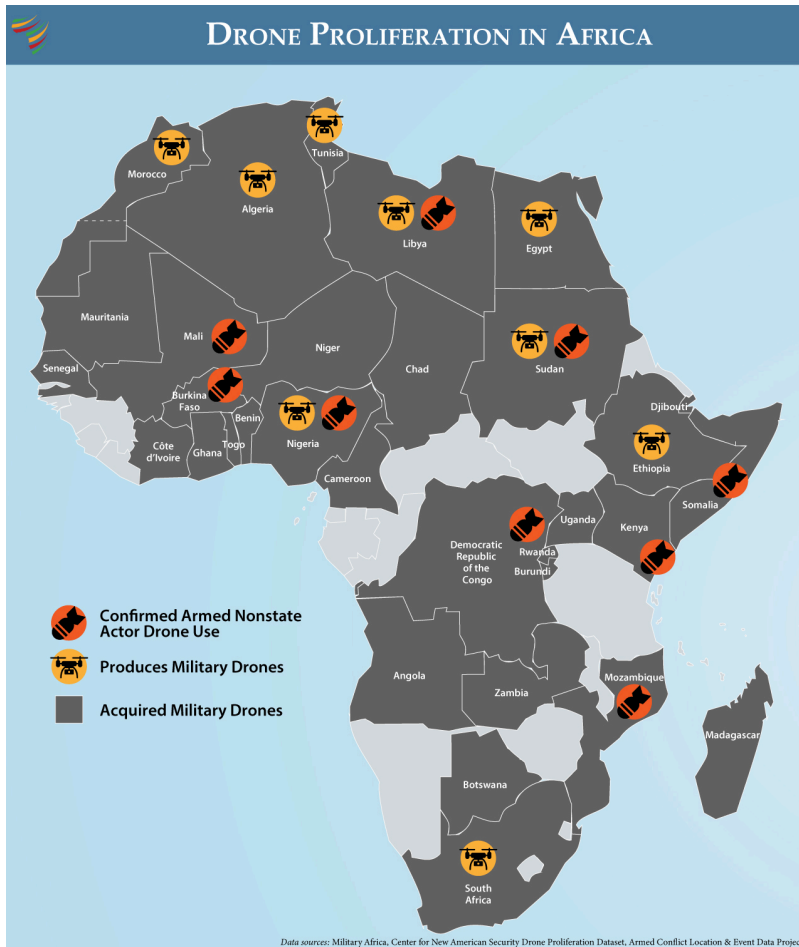 DRONE PROLIFERATION IN AFRICA
Tunisia
Morocco
Algeria
Libya
Egypt
Mauritania
Mali
Niger
Chad
Sudan
Senegal
Burkina
Faso
Djibouti
Benin
Nigeria
Côte
d’Ivoire
Ghana
Togo
Ethiopia
Cameroon
Somalia
Uganda
Kenya
Democratic
Republic
of the
Congo
Rwanda
Burundi
Confirmed Armed Nonstate
Actor Drone Use
Produces Military Drones
Acquired Military Drones
Angola
Zambia
Mozambique
Madagascar
Botswana
South
Africa
Data sources: Military Africa, Center for New American Security Drone Proliferation Dataset, Armed Conflict Location & Event Data Projec